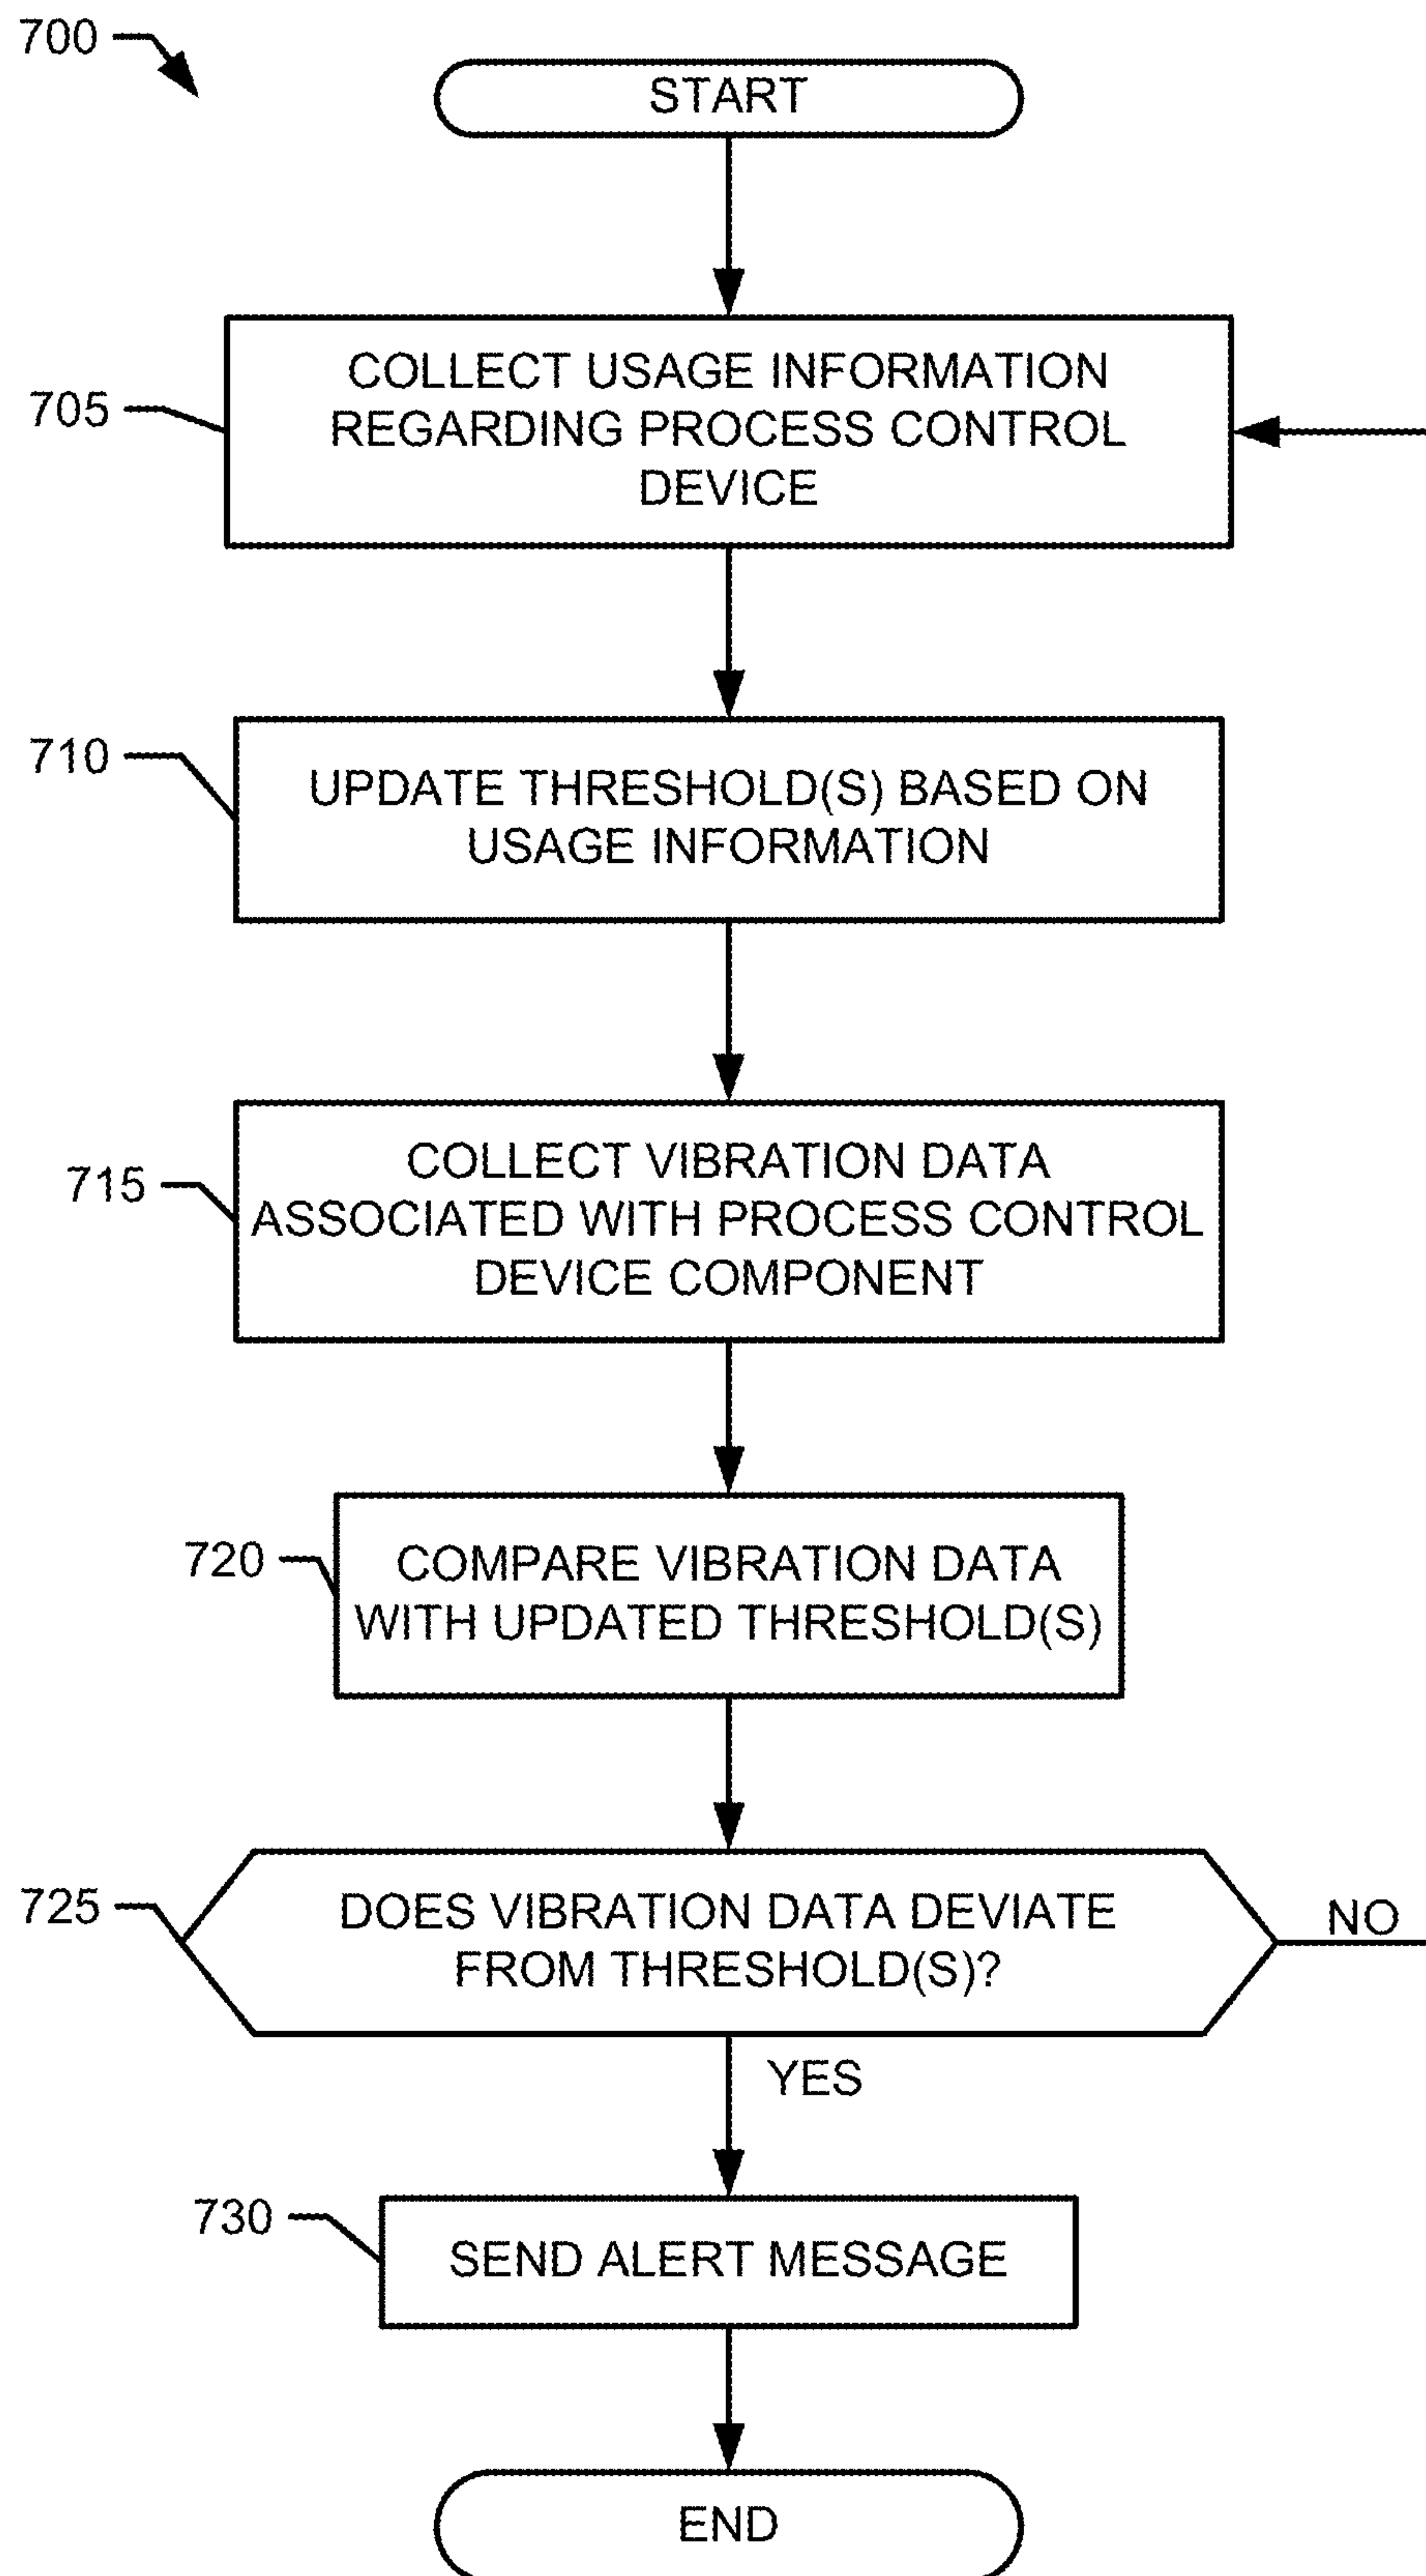 700
START
705
COLLECT USAGE INFORMATION
REGARDING PROCESS CONTROL
DEVICE
710
UPDATE THRESHOLD(S) BASED ON
USAGE INFORMATION
715
COLLECT VIBRATION DATA
ASSOCIATED WITH PROCESS CONTROL
DEVICE COMPONENT
720
COMPARE VIBRATION DATA
WITH UPDATED THRESHOLD(S)
725
DOES VIBRATION DATA DEVIATE
FROM THRESHOLD(S)?
NO
YES
730
SEND ALERT MESSAGE
END